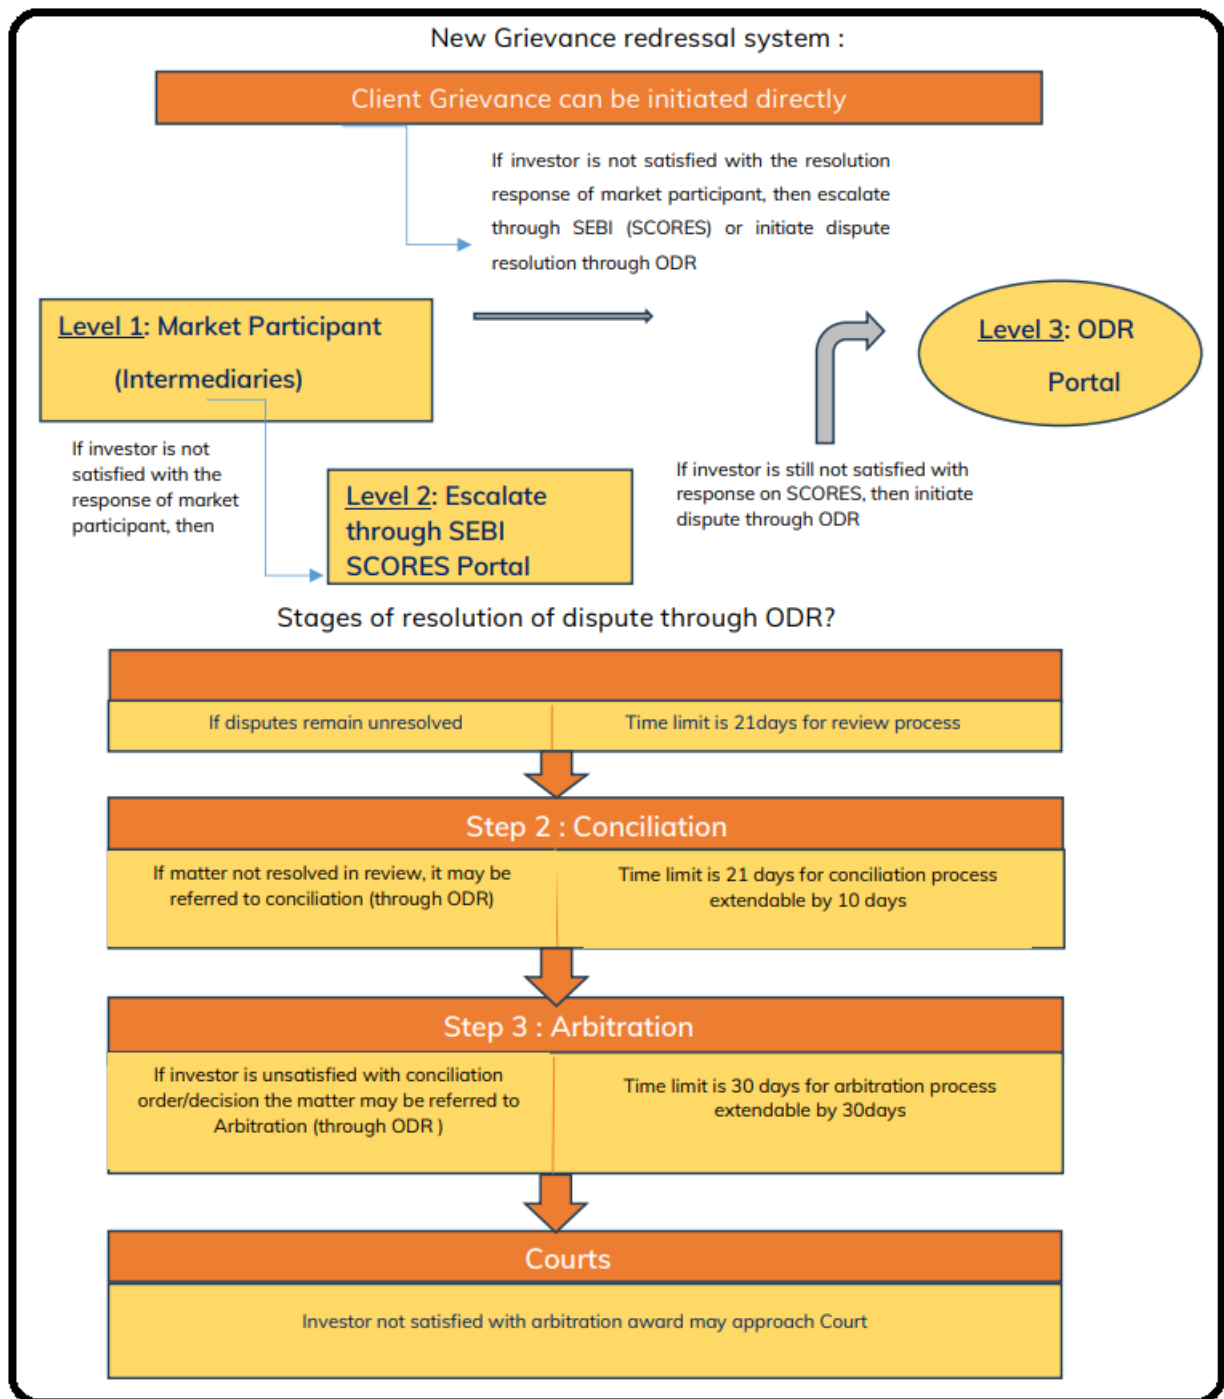 New Grievance redressal system :
Client Grievance can be initiated directly
If investor is not satisfied with the resolution
response of market participant, then escalate
through SEBI (SCORES) or initiate dispute
resolution through ODR
Level 1: Market Participant
(Intermediaries)
Level 3: ODR
Portal
If investor is not
satisfied with the
response of market
participant, then
Level 2: Escalate
through SEBI
SCORES Portal
If investor is still not satisfied with
response on SCORES, then initiate
dispute through ODR
Stages of resolution of dispute through ODR?
If disputes remain unresolved
Time limit is 21days for review process
Step 2 : Conciliation
If matter not resolved in review, it may be
referred to conciliation (through ODR)
Time limit is 21 days for conciliation process
extendable by 10 days
Step 3 : Arbitration
If investor is unsatisfied with conciliation
order/decision the matter may be referred to
Arbitration (through ODR )
Time limit is 30 days for arbitration process
extendable by 30days
Courts
Investor not satisfied with arbitration award may approach Court